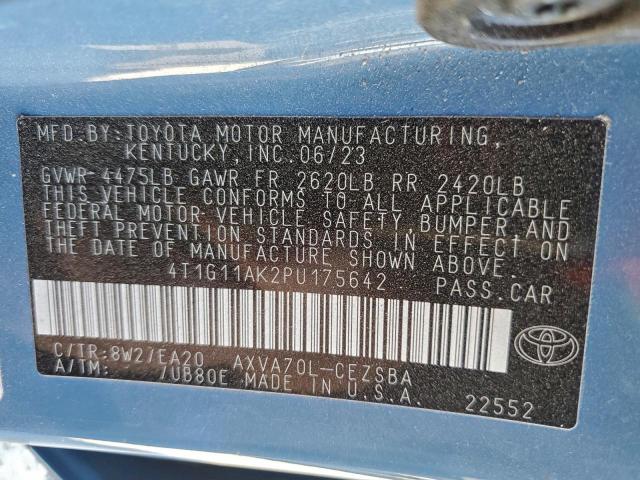 MFD.BY:TOYOTA MOTOR MANUFACTURING,
KENTUCKY,INC.06/23
GVWR 4475LB GAWR FR 2620LB RR 2420LB
THIS VEHICLE CONFORMS TO ALL APPLICABLE
FEDERAL MOTOR VEHICLE SAFETY,BUMPER,AND
THEFT PREVENTION STANDARDS IN EFFECT ON
THE DATE OF MANUFACTURE SHOWN ABOVE.
4T1G11AK2PU175642 PASS.CAR
C/TR:8W2/EA20 AXVA70L-CEZSBA
A/TM: /UB80E MADE IN U.S.A.
22552